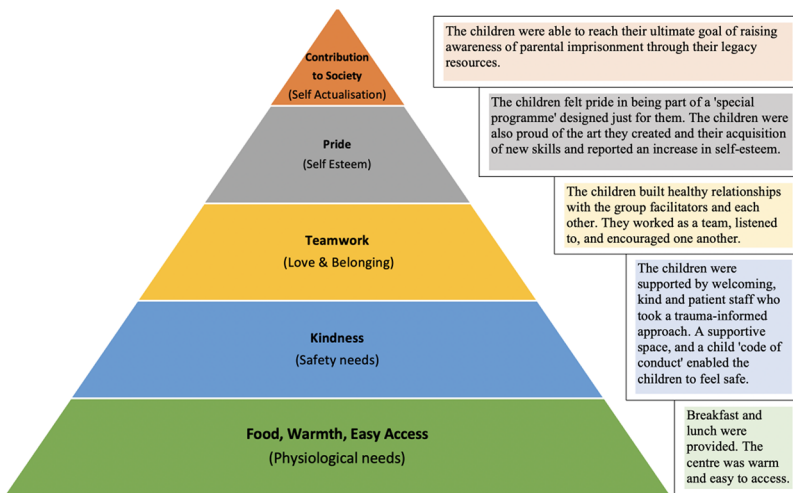 Contribution
to Society
(Self Actualisation)
The children were able to reach their ultimate goal of raising
awareness of parental imprisonment through their legacy
resources.
Pride
(Self Esteem)
The children felt pride in being part of a 'special
programme' designed just for them. The children were
also proud of the art they created and their acquisition
of new skills and reported an increase in self-esteem.
Teamwork
(Love & Belonging)
The children built healthy relationships
with the group facilitators and each
other. They worked as a team, listened
to, and encouraged one another.
Kindness
(Safety needs)
The children were
supported by welcoming,
kind and patient staff who
took a trauma-informed
approach. A supportive
space, and a child 'code of
conduct' enabled the
children to feel safe.
Food, Warmth, Easy Access
(Physiological needs)
Breakfast and
lunch were
provided. The
centre was warm
and easy to access.